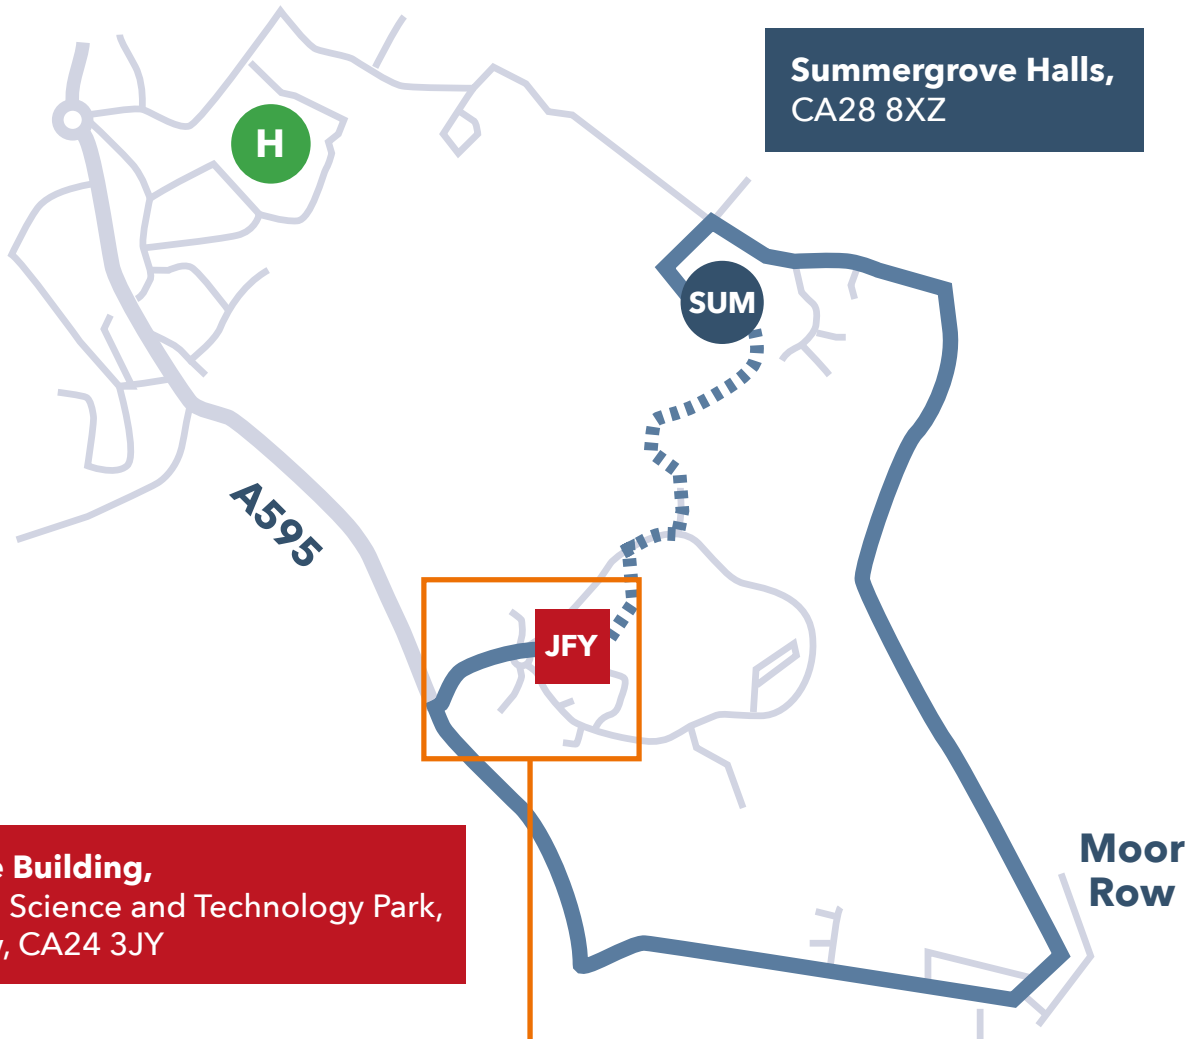 Summergrove Halls,
CA28 8XZ
H
SUM
A595
JFY
Moor
Row
Building,
Science and Technology Park,
CA24 3JY